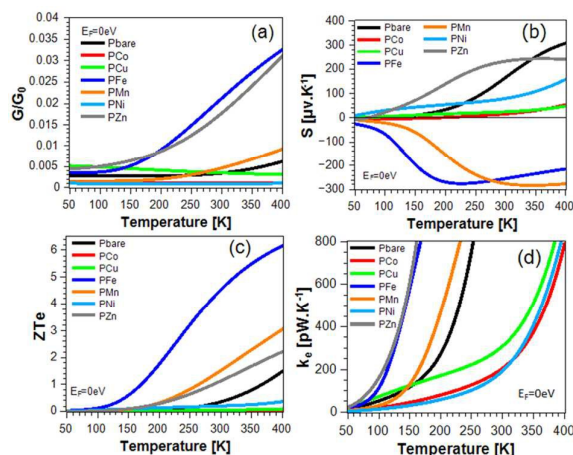 (a)
E_F=0eV
Pbare
PCo
PCu
PFe
PMn
PNi
PZn
G/G₀
0.04
0.035
0.03
0.025
0.02
0.015
0.01
0.005
0
50 100 150 200 250 300 350 400
Temperature [K]
(b)
Pbare PMn
PCo PNi
PCu PZn
PFe
S [µv.K⁻¹]
400
300
200
100
0
-100
-200
-300
E_F=0eV
50 100 150 200 250 300 350 400
Temperature [K]
(c)
Pbare
PCo
PCu
PFe
PMn
PNi
PZn
ZTe
7
6
5
4
3
2
1
0
E_F=0eV
50 100 150 200 250 300 350 400
Temperature [K]
(d)
Pbare
PCo
PCu
PFe
PMn
PNi
PZn
kₑ [pW.K⁻¹]
800
600
400
200
0
E_F=0eV
50 100 150 200 250 300 350 400
Temperature [K]